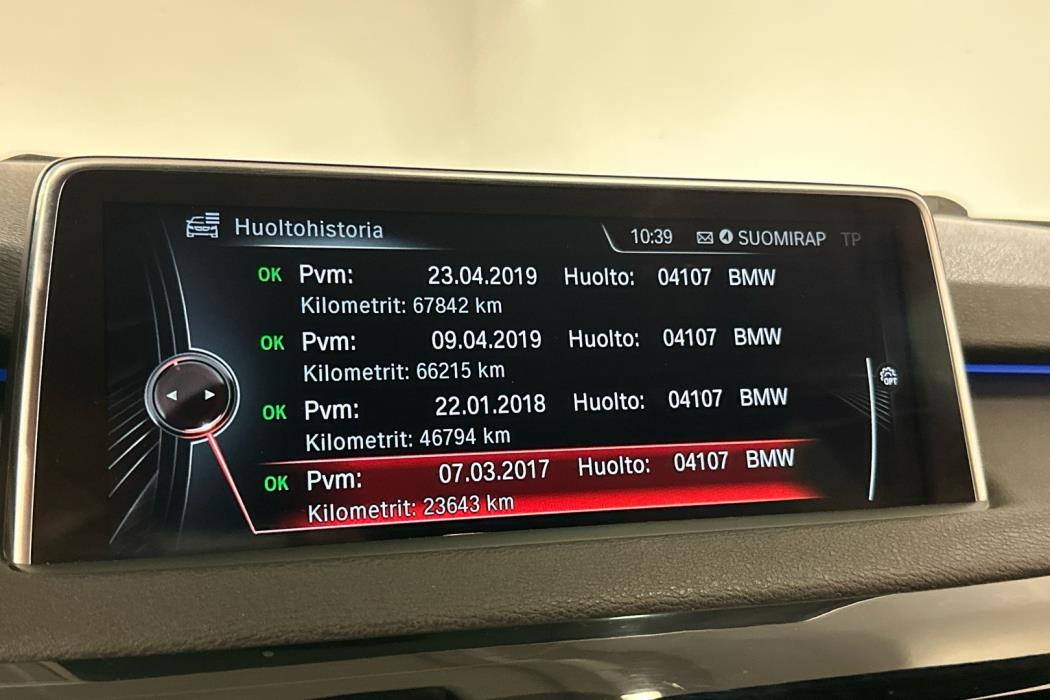 Huoltohistoria 10:39 SUOMIRAP TP
OK Pvm: 23.04.2019 Huolto: 04107 BMW
Kilometrit: 67842 km
OK Pvm: 09.04.2019 Huolto: 04107 BMW
Kilometrit: 66215 km
OK Pvm: 22.01.2018 Huolto: 04107 BMW
Kilometrit: 46794 km
OK Pvm: 07.03.2017 Huolto: 04107 BMW
Kilometrit: 23643 km
OPT